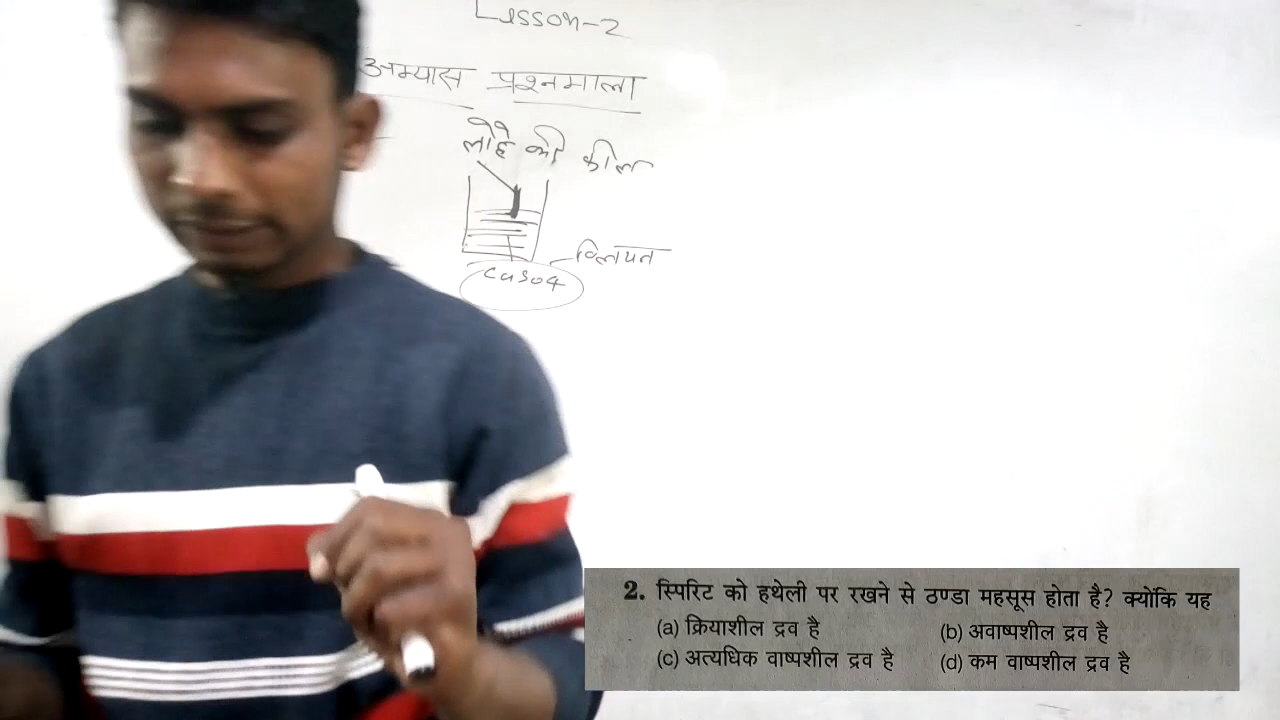 Lesson-2
अभ्यास प्रश्नमाला
लोहे की कील
विलयन
CuSO4
2. स्पिरिट को हथेली पर रखने से ठण्डा महसूस होता है? क्योंकि यह
(a) क्रियाशील द्रव है (b) अवाष्पशील द्रव है
(c) अत्यधिक वाष्पशील द्रव है (d) कम वाष्पशील द्रव है